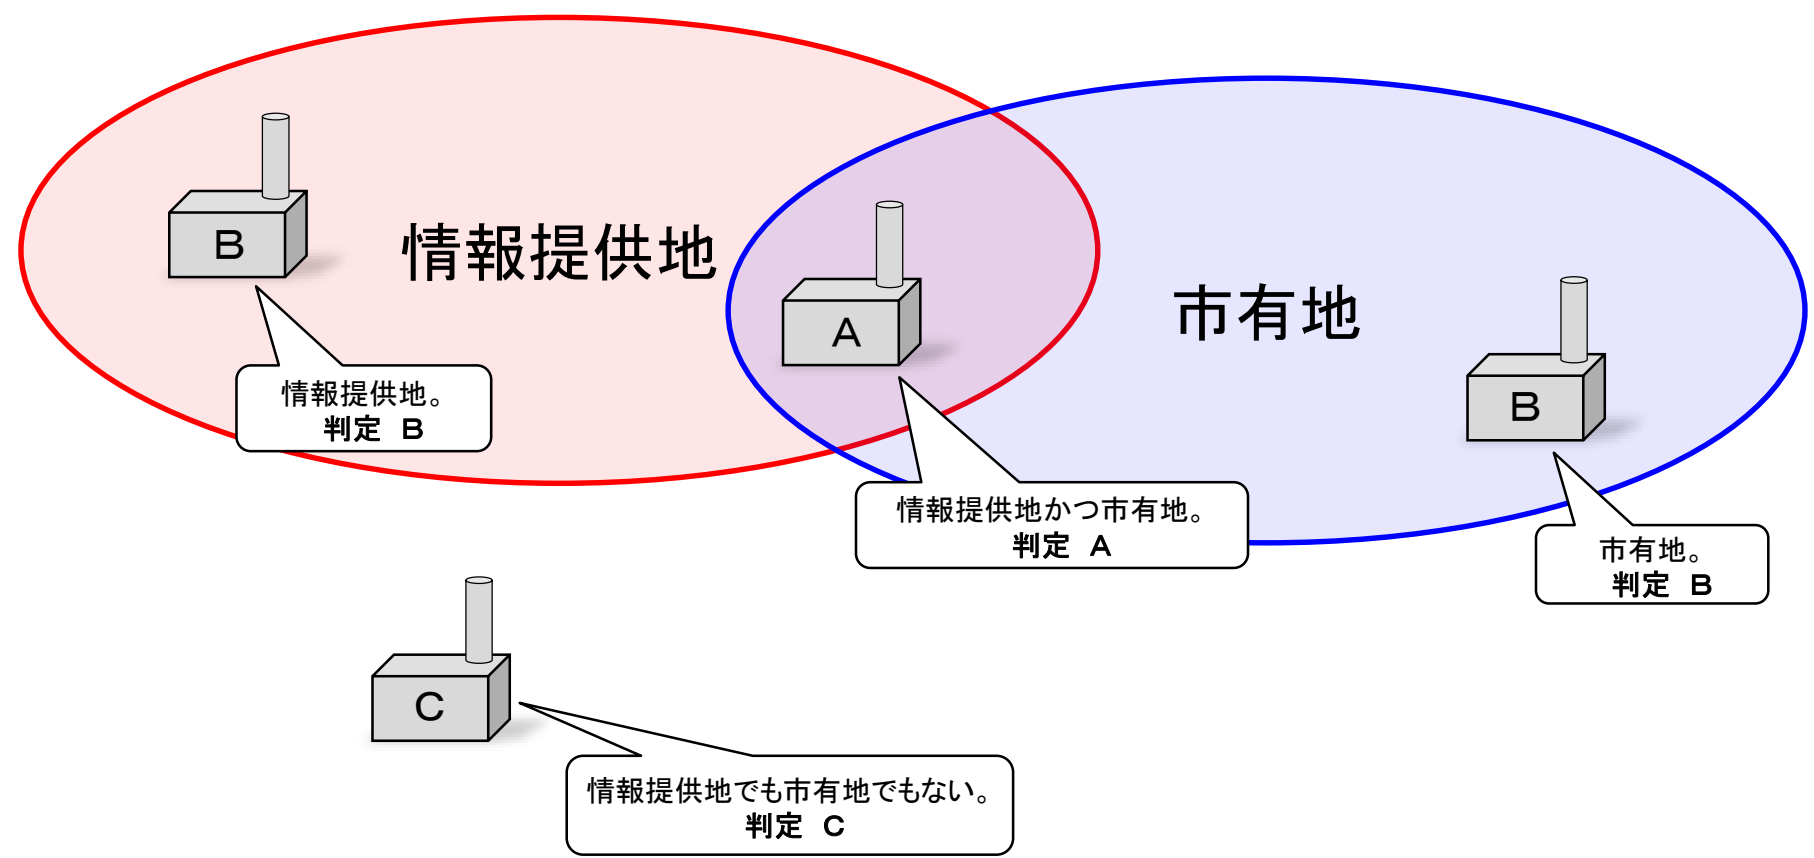 B
情報提供地
A
市有地
B
情報提供地。
判定 B
情報提供地かつ市有地。
判定 A
市有地。
判定 B
C
情報提供地でも市有地でもない。
判定 C